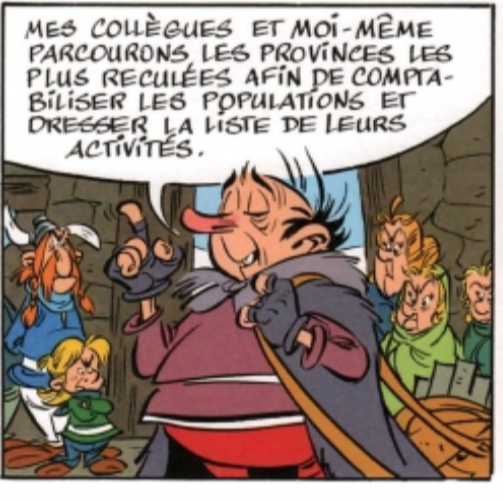 MES COLLÈGUES ET MOI-MÊME
PARCOURONS LES PROVINCES LES
PLUS RECULÉES AFIN DE COMPTA-
BILISER LES POPULATIONS ET
DRESSER LA LISTE DE LEURS
ACTIVITÉS.